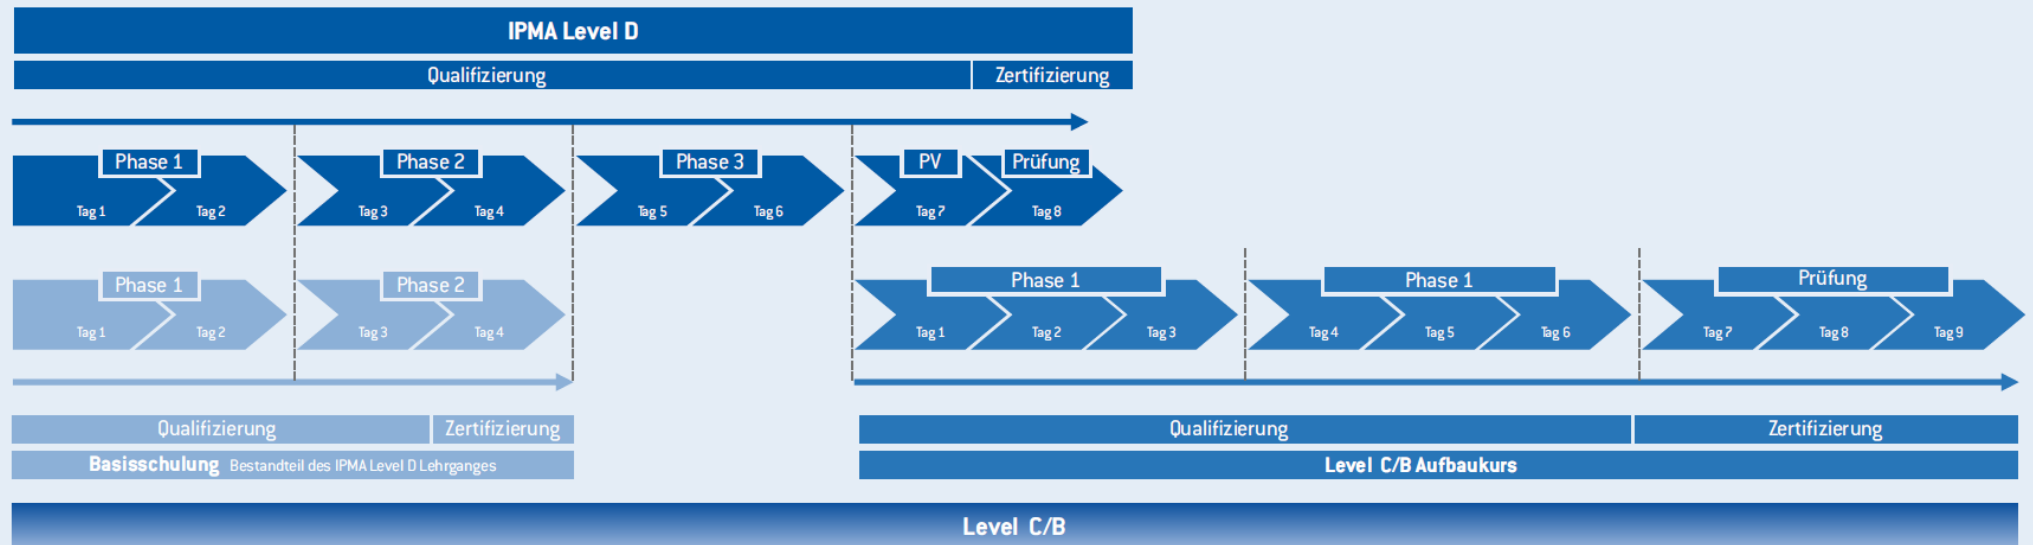 IPMA Level D
Qualifizierung Zertifizierung
Phase 1 Phase 2 Phase 3 PV Prüfung
Tag 1 Tag 2 Tag 3 Tag 4 Tag 5 Tag 6 Tag 7 Tag 8
Phase 1 Phase 2 Phase 1 Phase 1 Prüfung
Tag 1 Tag 2 Tag 3 Tag 4 Tag 1 Tag 2 Tag 3 Tag 4 Tag 5 Tag 6 Tag 7 Tag 8 Tag 9
Qualifizierung Zertifizierung Qualifizierung Zertifizierung
Basisschulung Bestandteil des IPMA Level D Lehrganges Level C/B Aufbaukurs
Level C/B